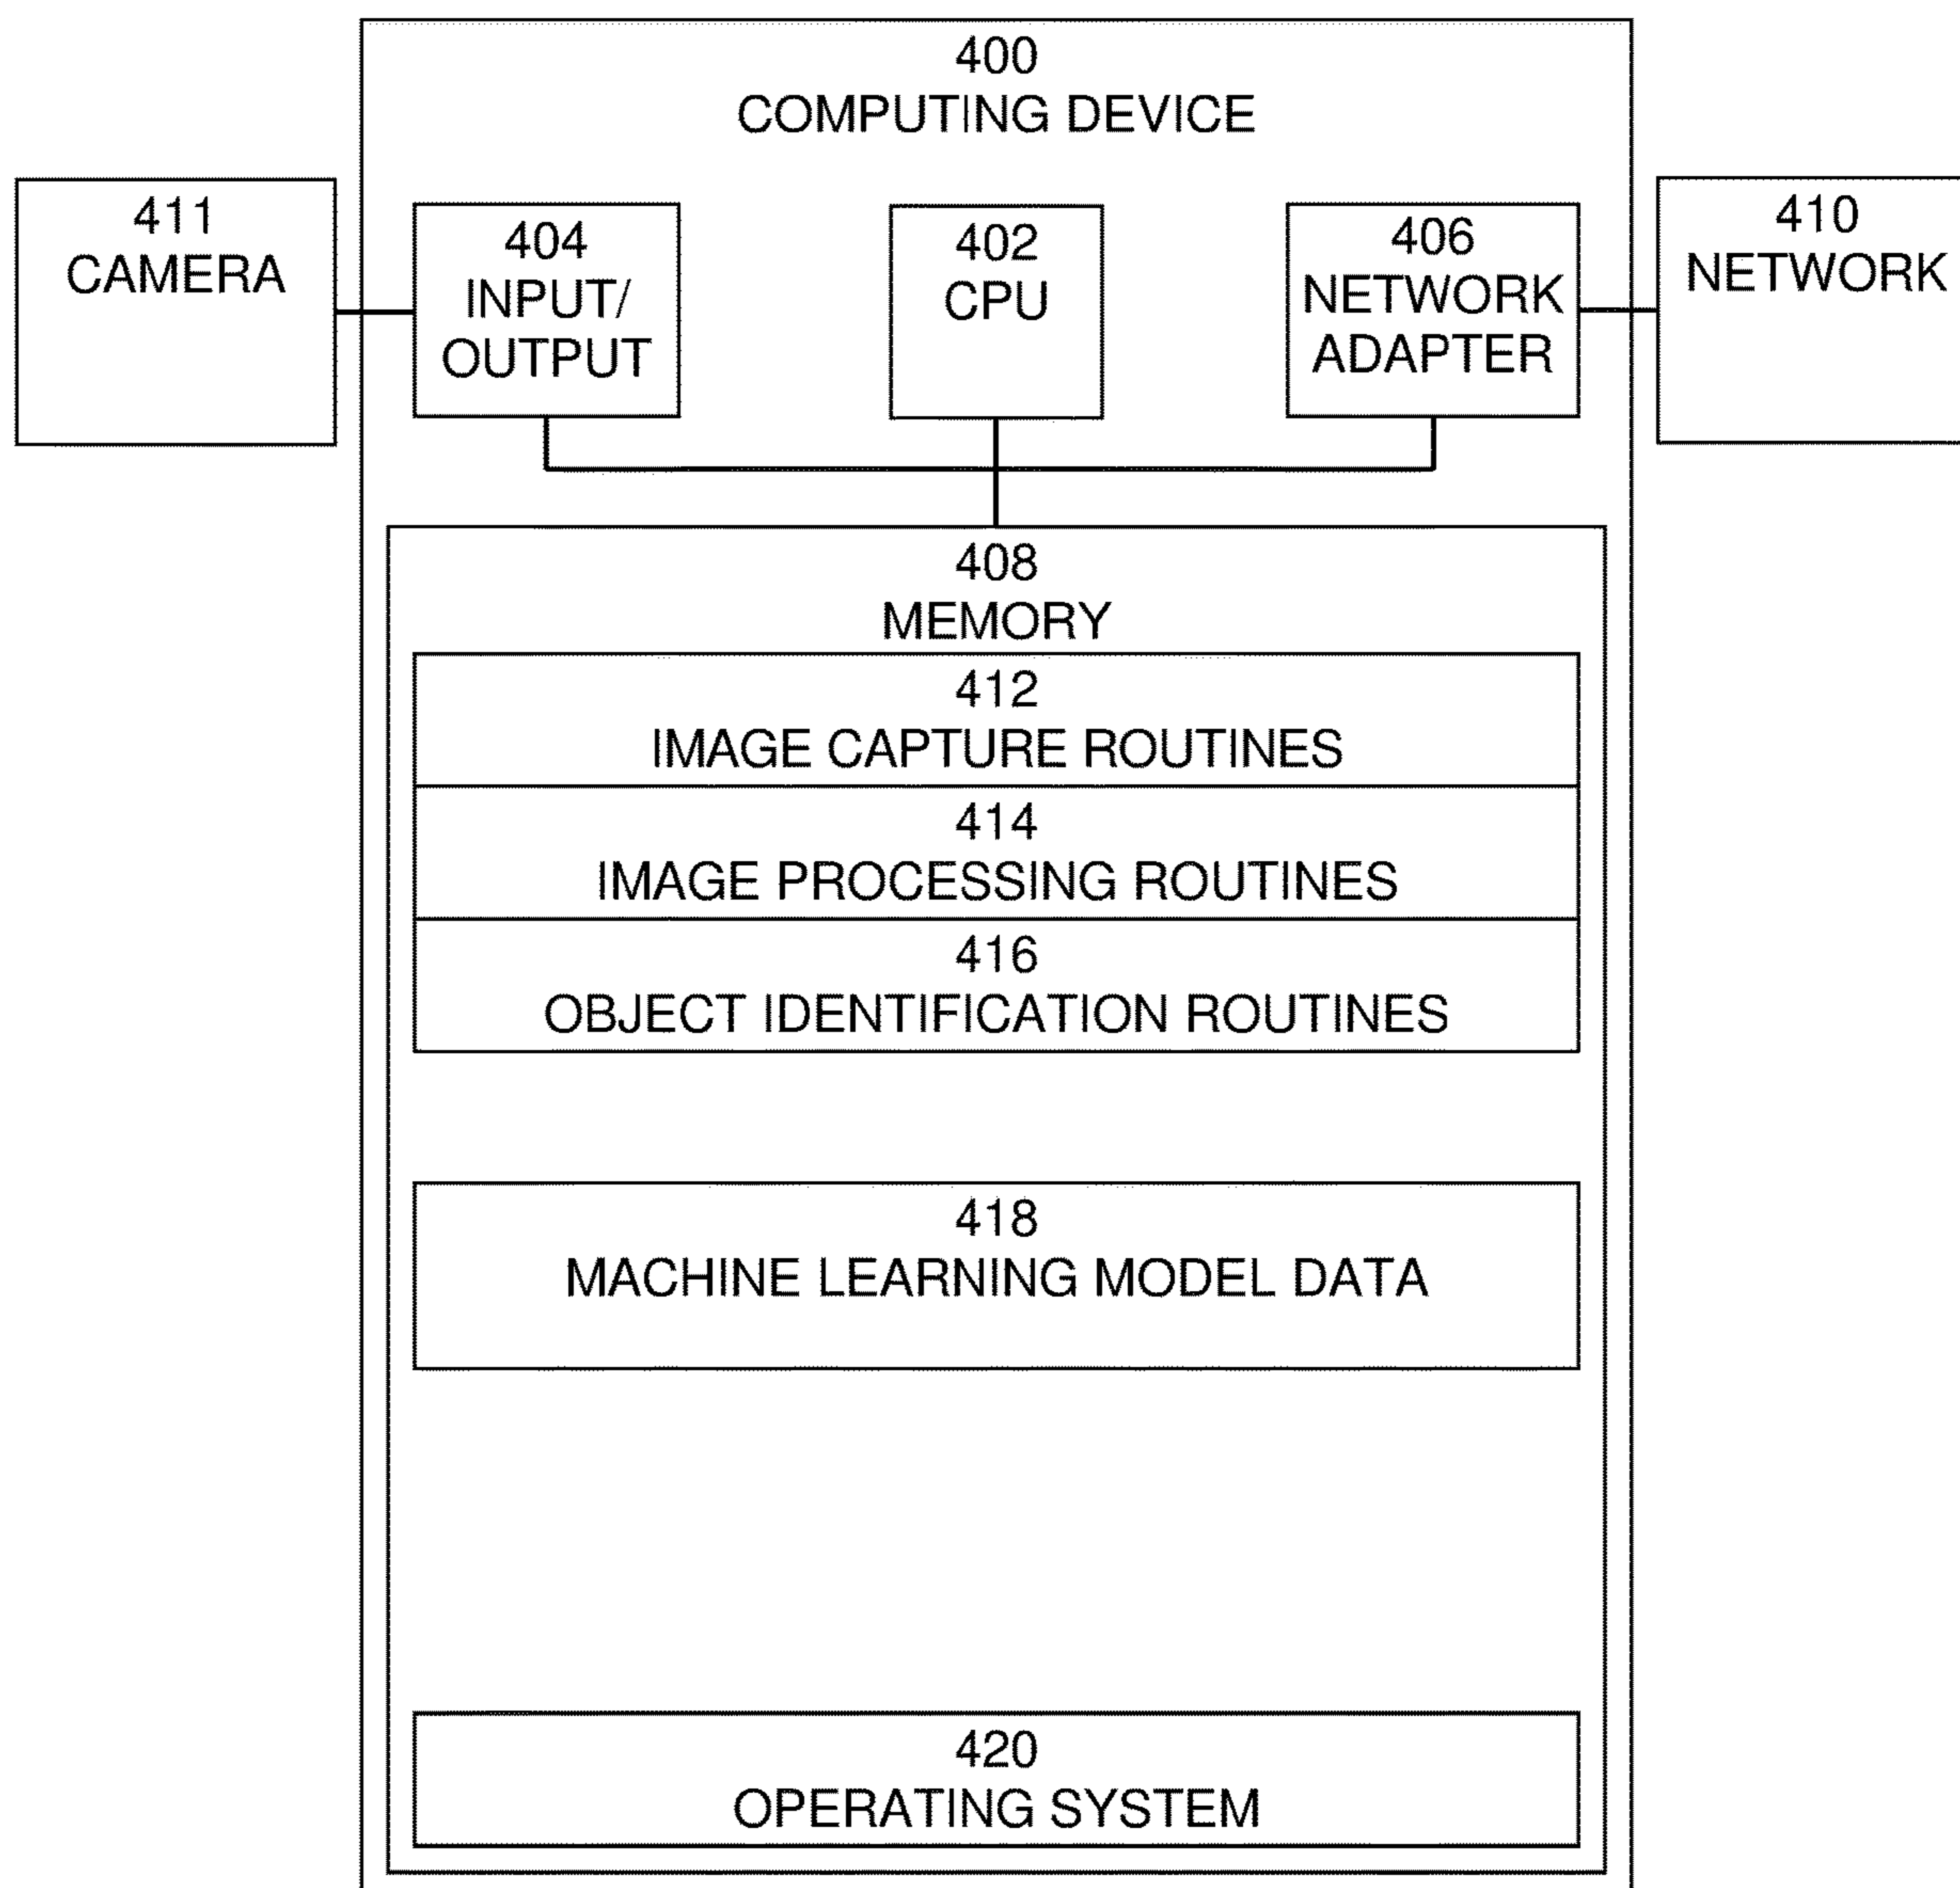 400
COMPUTING DEVICE
411
CAMERA
404
INPUT/
OUTPUT
402
CPU
406
NETWORK
ADAPTER
410
NETWORK
408
MEMORY
412
IMAGE CAPTURE ROUTINES
414
IMAGE PROCESSING ROUTINES
416
OBJECT IDENTIFICATION ROUTINES
418
MACHINE LEARNING MODEL DATA
420
OPERATING SYSTEM